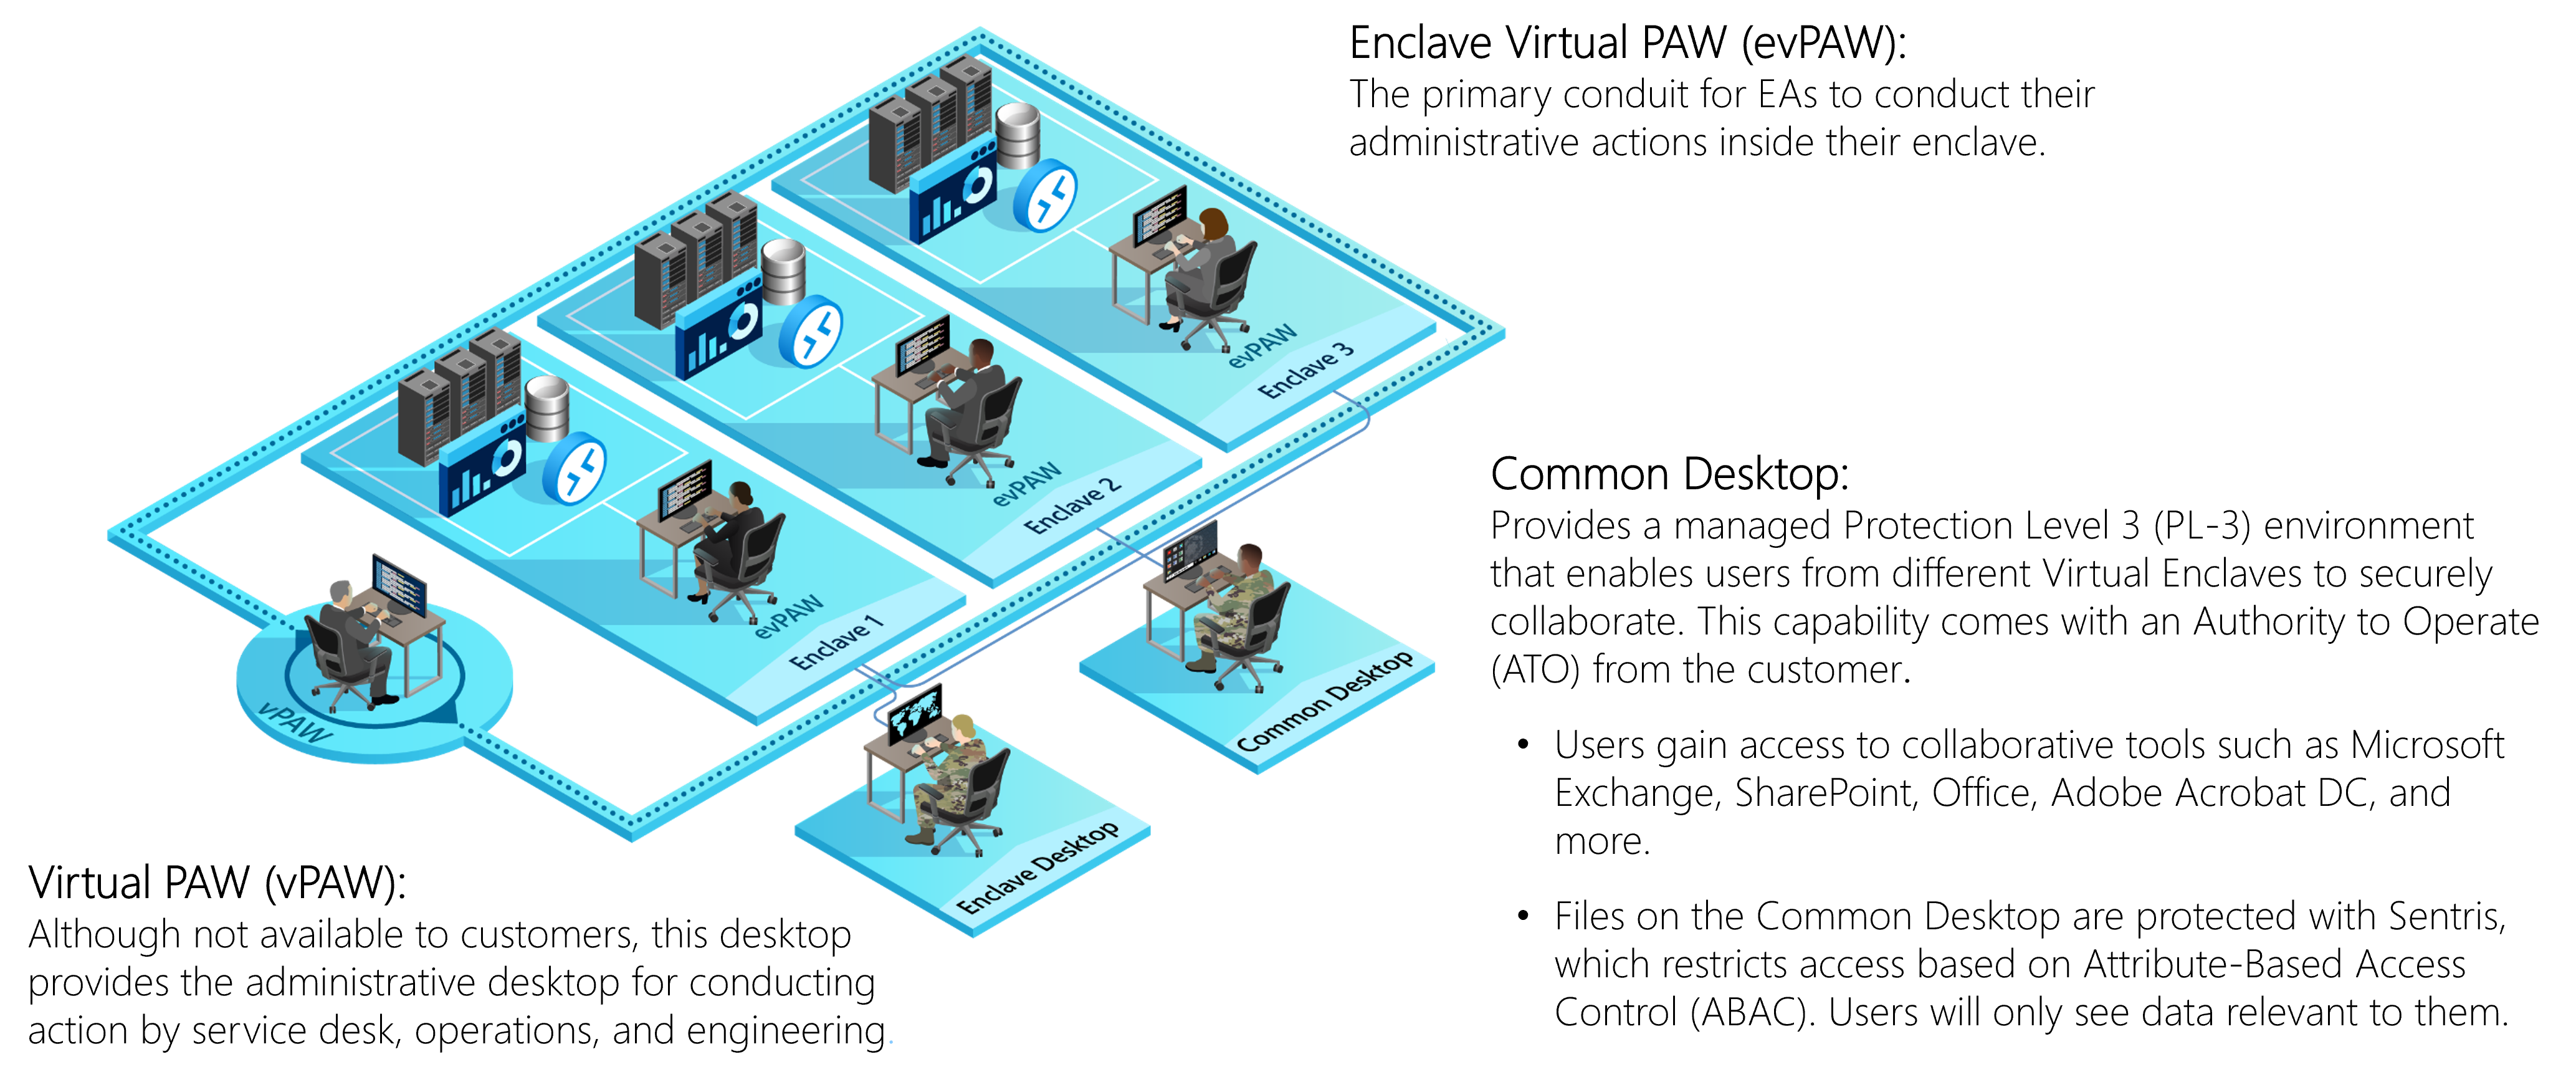 Enclave Virtual PAW (evPAW):
The primary conduit for EAs to conduct their
administrative actions inside their enclave.
evPAW
Enclave 3
evPAW
Enclave 2
evPAW
Enclave 1
vPAW
Common Desktop
Enclave Desktop
Common Desktop:
Provides a managed Protection Level 3 (PL-3) environment
that enables users from different Virtual Enclaves to securely
collaborate. This capability comes with an Authority to Operate
(ATO) from the customer.
• Users gain access to collaborative tools such as Microsoft
Exchange, SharePoint, Office, Adobe Acrobat DC, and
more.
• Files on the Common Desktop are protected with Sentris,
which restricts access based on Attribute-Based Access
Control (ABAC). Users will only see data relevant to them.
Virtual PAW (vPAW):
Although not available to customers, this desktop
provides the administrative desktop for conducting
action by service desk, operations, and engineering.